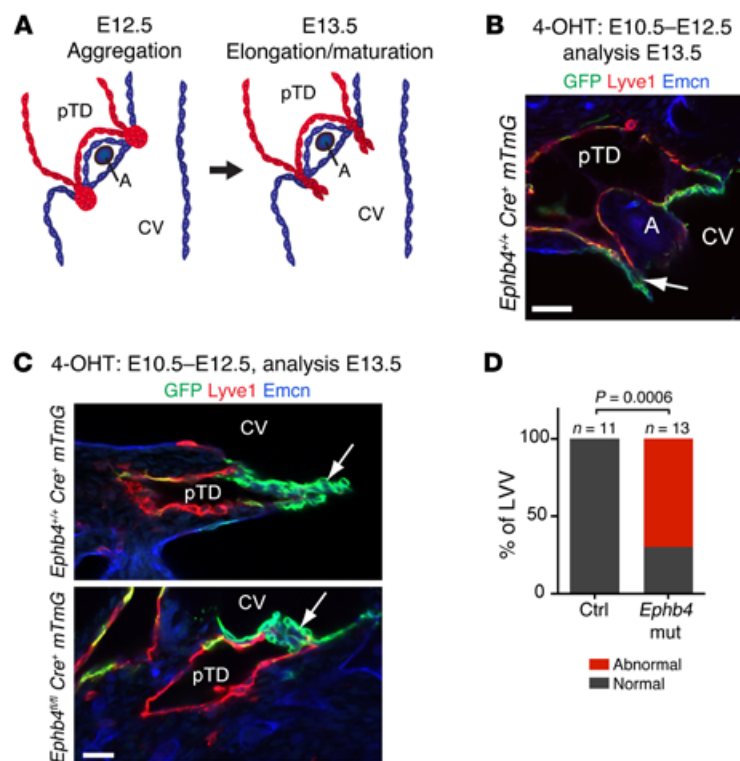 A
E12.5
Aggregation
E13.5
Elongation/maturation
pTD
A
CV
pTD
A
CV
B
4-OHT: E10.5–E12.5
analysis E13.5
GFP Lyve1 Emcn
Ephb4+/+ Cre+ mTmG
pTD
A
CV
C
4-OHT: E10.5–E12.5, analysis E13.5
GFP Lyve1 Emcn
Ephb4+/+ Cre+ mTmG
CV
pTD
Ephb4fl/fl Cre+ mTmG
CV
pTD
D
P = 0.0006
n = 11 n = 13
% of LVV
100
50
0
Ctrl Ephb4
mut
Abnormal
Normal